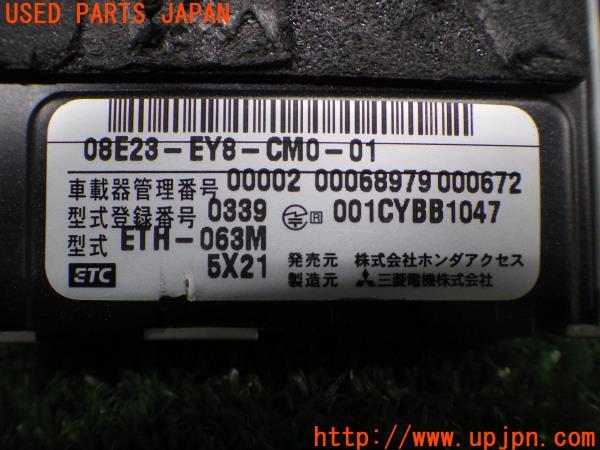 USED PARTS JAPAN
08E23-EY8-CM0-01
車載器管理番号 00002 00068979 000672
型式登録番号 0339 R 001CYBB1047
型式 ETH-063M
ETC 5X21 発売元 株式会社ホンダアクセス
製造元 三菱電機株式会社
http://www.upjpn.com/